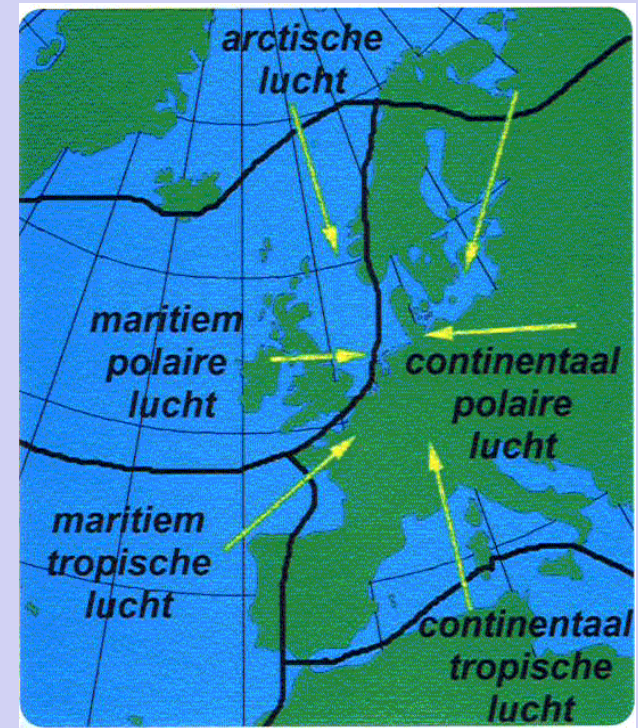 arctische
lucht
maritiem
polaire
lucht
continentaal
polaire
lucht
maritiem
tropische
lucht
continentaal
tropische
lucht